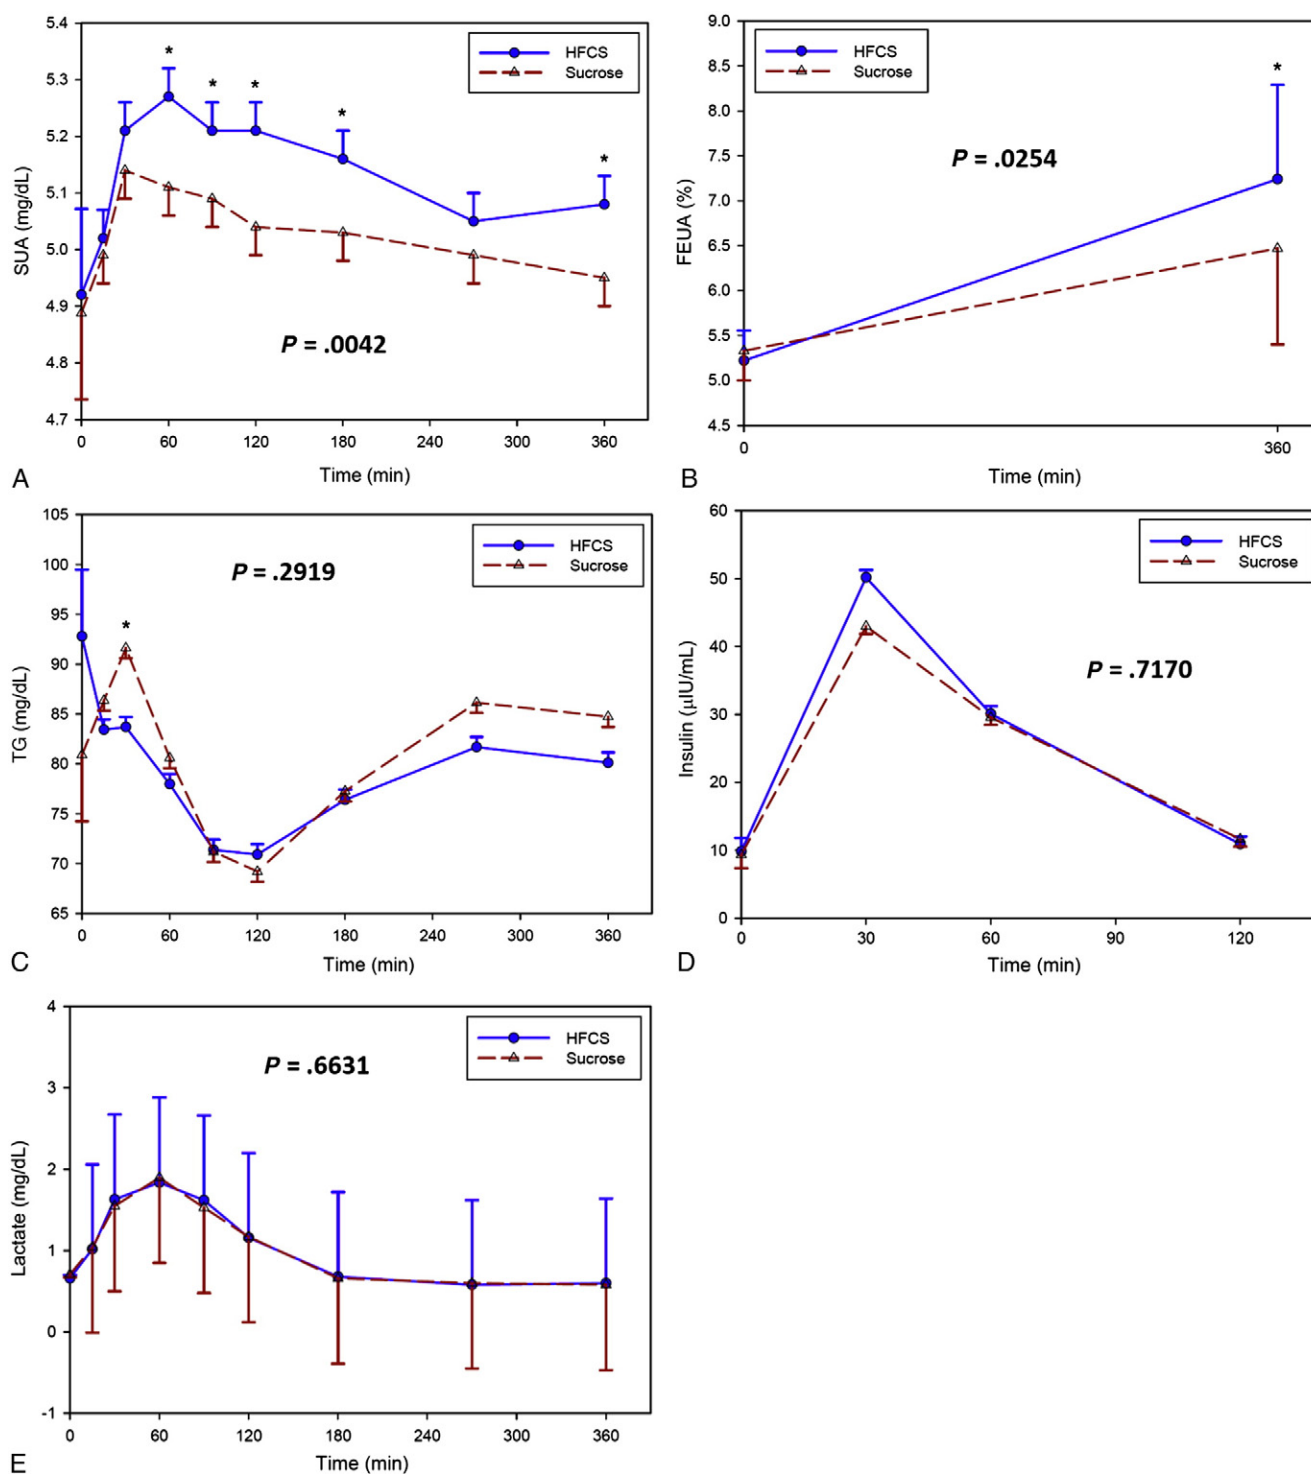 5.4
5.3
5.2
5.1
5.0
4.9
4.8
4.7
SUA (mg/dL)
HFCS
Sucrose
*
*
*
*
*
P = .0042
0
60
120
180
240
300
360
Time (min)
A
9.0
8.5
8.0
7.5
7.0
6.5
6.0
5.5
5.0
4.5
FEUA (%)
HFCS
Sucrose
*
P = .0254
0
360
Time (min)
B
105
100
95
90
85
80
75
70
65
TG (mg/dL)
HFCS
Sucrose
P = .2919
*
0
60
120
180
240
300
360
Time (min)
C
60
50
40
30
20
10
0
Insulin (µIU/mL)
HFCS
Sucrose
P = .7170
0
30
60
90
120
Time (min)
D
4
3
2
1
0
-1
Lactate (mg/dL)
HFCS
Sucrose
P = .6631
0
60
120
180
240
300
360
Time (min)
E